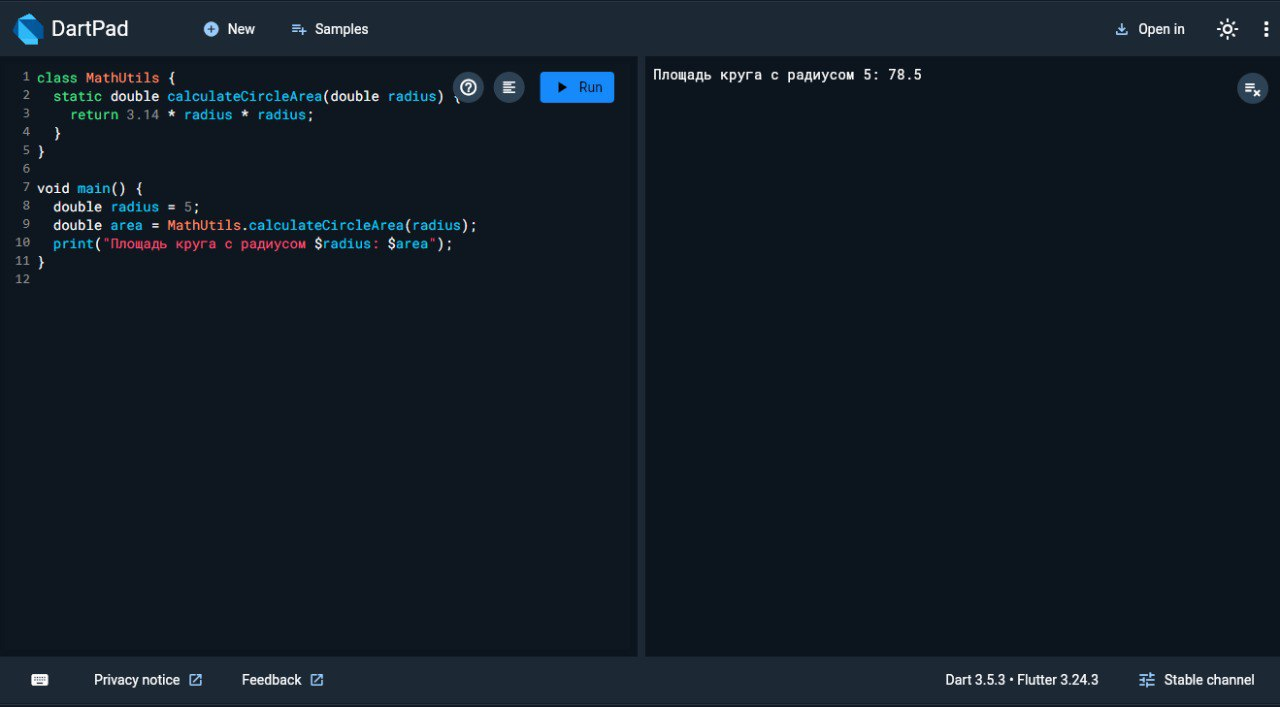 DartPad New Samples Open in
1 class MathUtils {
2 static double calculateCircleArea(double radius) {
3 return 3.14 * radius * radius;
4 }
5 }
6
7 void main() {
8 double radius = 5;
9 double area = MathUtils.calculateCircleArea(radius);
10 print("Площадь круга с радиусом $radius: $area");
11 }
12
Run
Площадь круга с радиусом 5: 78.5
Privacy notice Feedback Dart 3.5.3 • Flutter 3.24.3 Stable channel